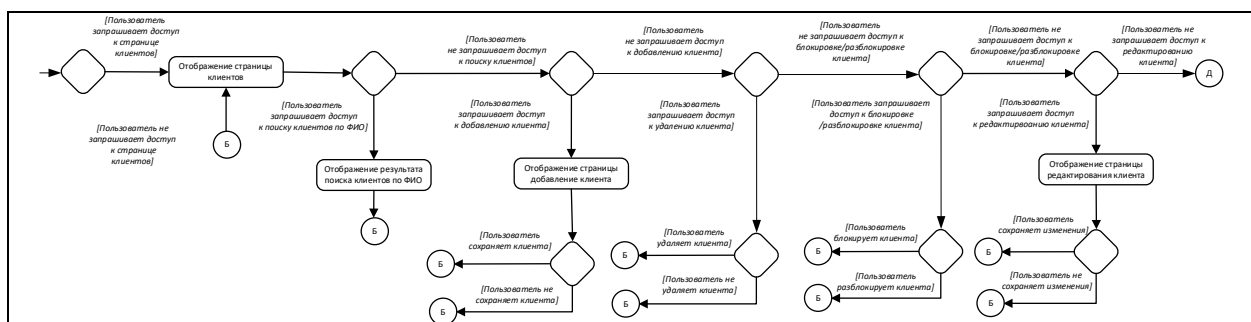 [Пользователь
запрашивает доступ
к странице
клиентов]
Отображение страницы
клиентов
[Пользователь не
запрашивает доступ
к странице
клиентов]
Б
[Пользователь
не запрашивает доступ
к поиску клиентов]
[Пользователь
запрашивает доступ
к поиску клиентов по ФИО]
Отображение результата
поиска клиентов по ФИО
Б
[Пользователь
не запрашивает доступ
к добавлению клиента]
[Пользователь
запрашивает доступ
к добавлению клиента]
Отображение страницы
добавление клиента
[Пользователь
сохраняет клиента]
Б
[Пользователь не
сохраняет клиента]
Б
[Пользователь
не запрашивает доступ к
блокировке/разблокировке
клиента]
[Пользователь
запрашивает доступ
к удалению клиента]
[Пользователь
удаляет клиента]
Б
[Пользователь не
удаляет клиента]
Б
[Пользователь не
запрашивает доступ к
блокировке/разблокировке
клиента]
[Пользователь запрашивает
доступ к блокировке
/разблокировке клиента]
[Пользователь
блокирует клиента]
Б
[Пользователь
разблокирует клиента]
Б
[Пользователь не
запрашивает доступ к
редактированию
клиента]
Д
[Пользователь
запрашивает доступ
к редактирвоанию клиента]
Отображение страницы
редактирования клиента
[Пользователь
сохраняет изменения]
Б
[Пользователь не
сохраняет изменения]
Б